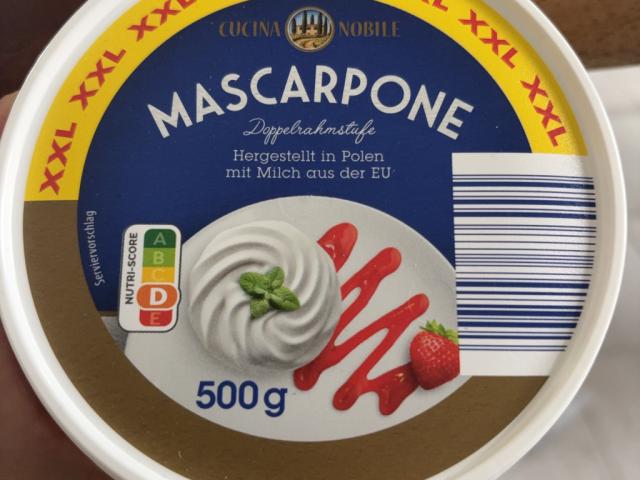 XXL XXL XXL XXL XXL XXL
CUCINA NOBILE
MASCARPONE
Doppelrahmstufe
Hergestellt in Polen
mit Milch aus der EU
Serviervorschlag
NUTRI-SCORE
A
B
C
D
E
500 g